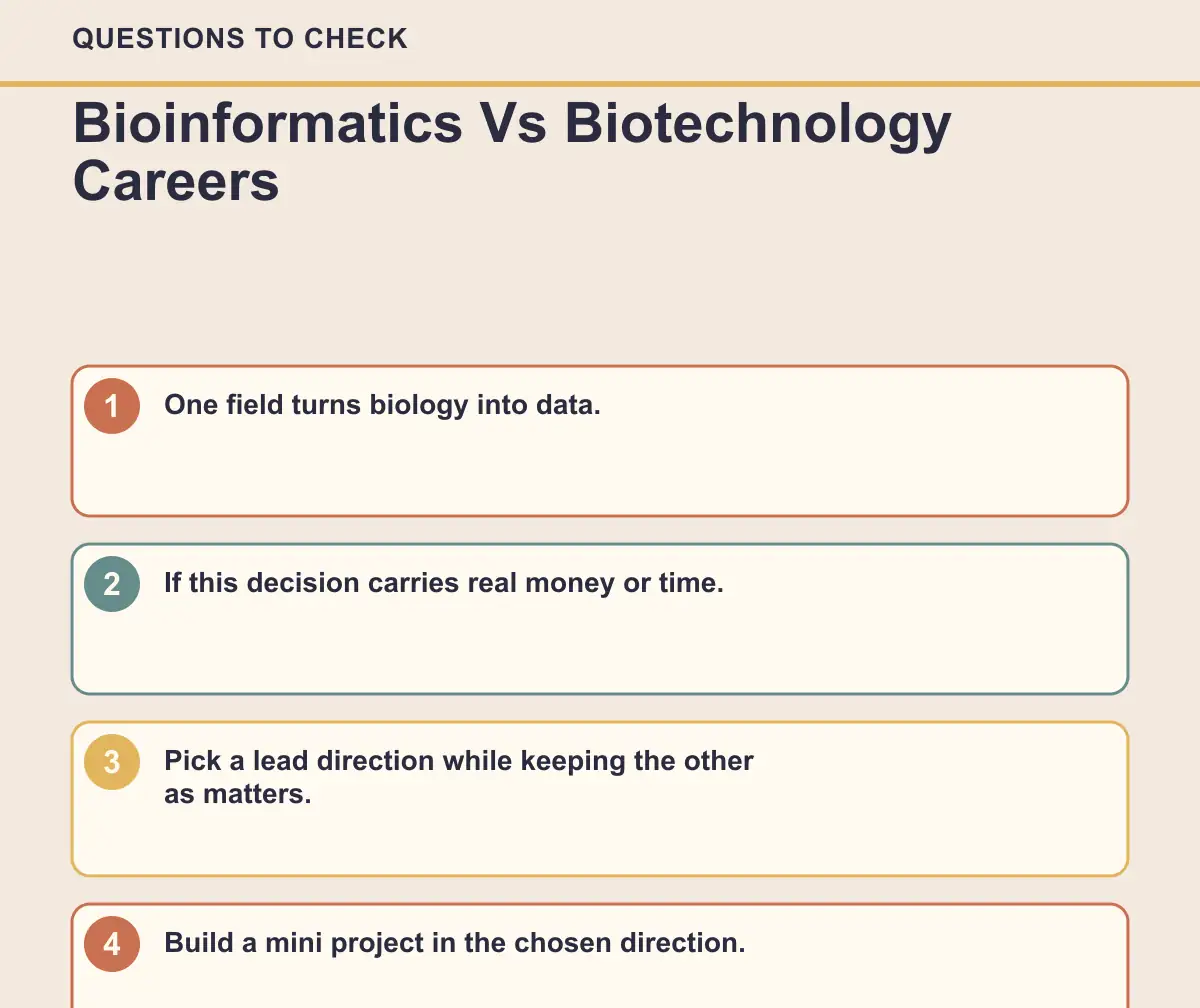 QUESTIONS TO CHECK
Bioinformatics Vs Biotechnology
Careers
1
One field turns biology into data.
2
If this decision carries real money or time.
3
Pick a lead direction while keeping the other
as matters.
4
Build a mini project in the chosen direction.